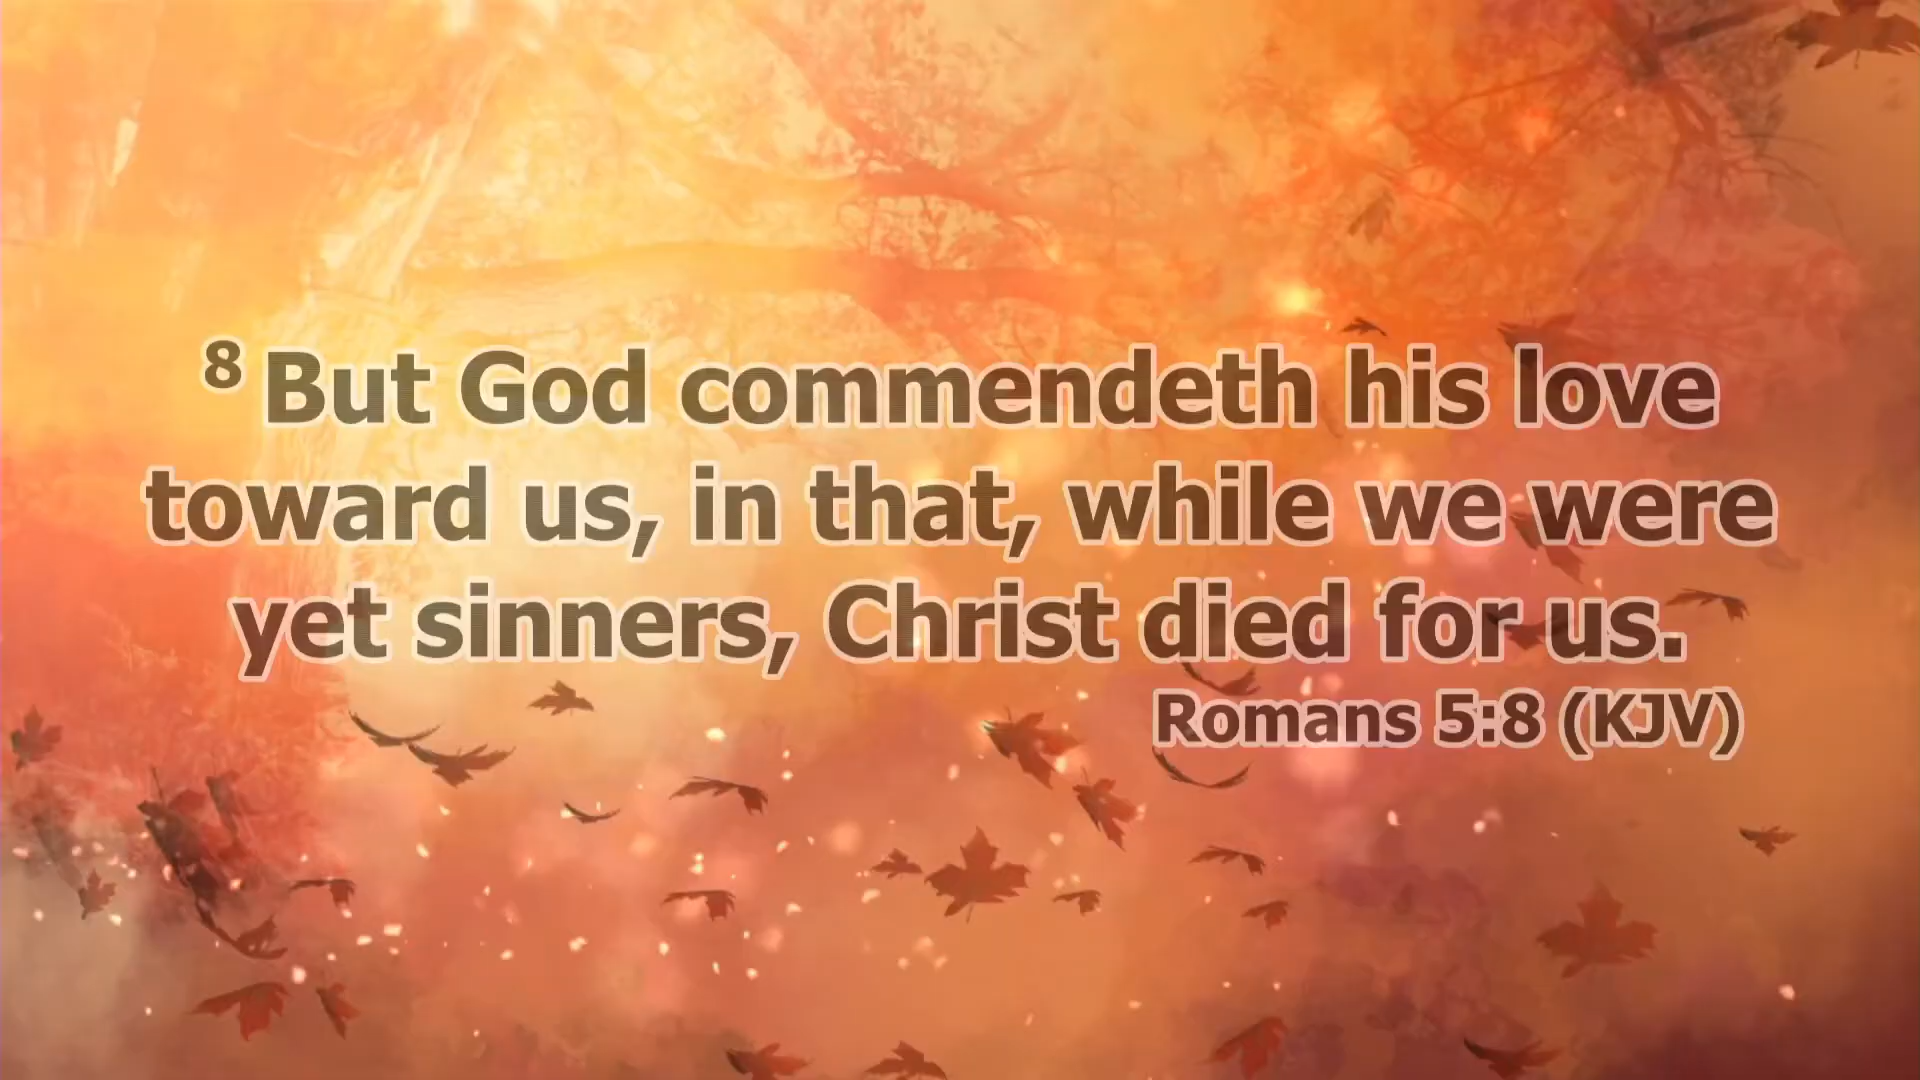 8 But God commendeth his love
toward us, in that, while we were
yet sinners, Christ died for us.
Romans 5:8 (KJV)